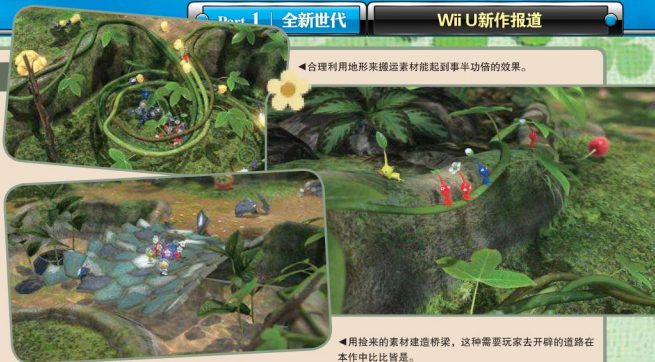 Part 1 全新世代
Wii U新作报道
◀合理利用地形来搬运素材能起到事半功倍的效果。
◀用捡来的素材建造桥梁，这种需要玩家去开辟的道路在
本作中比比皆是。